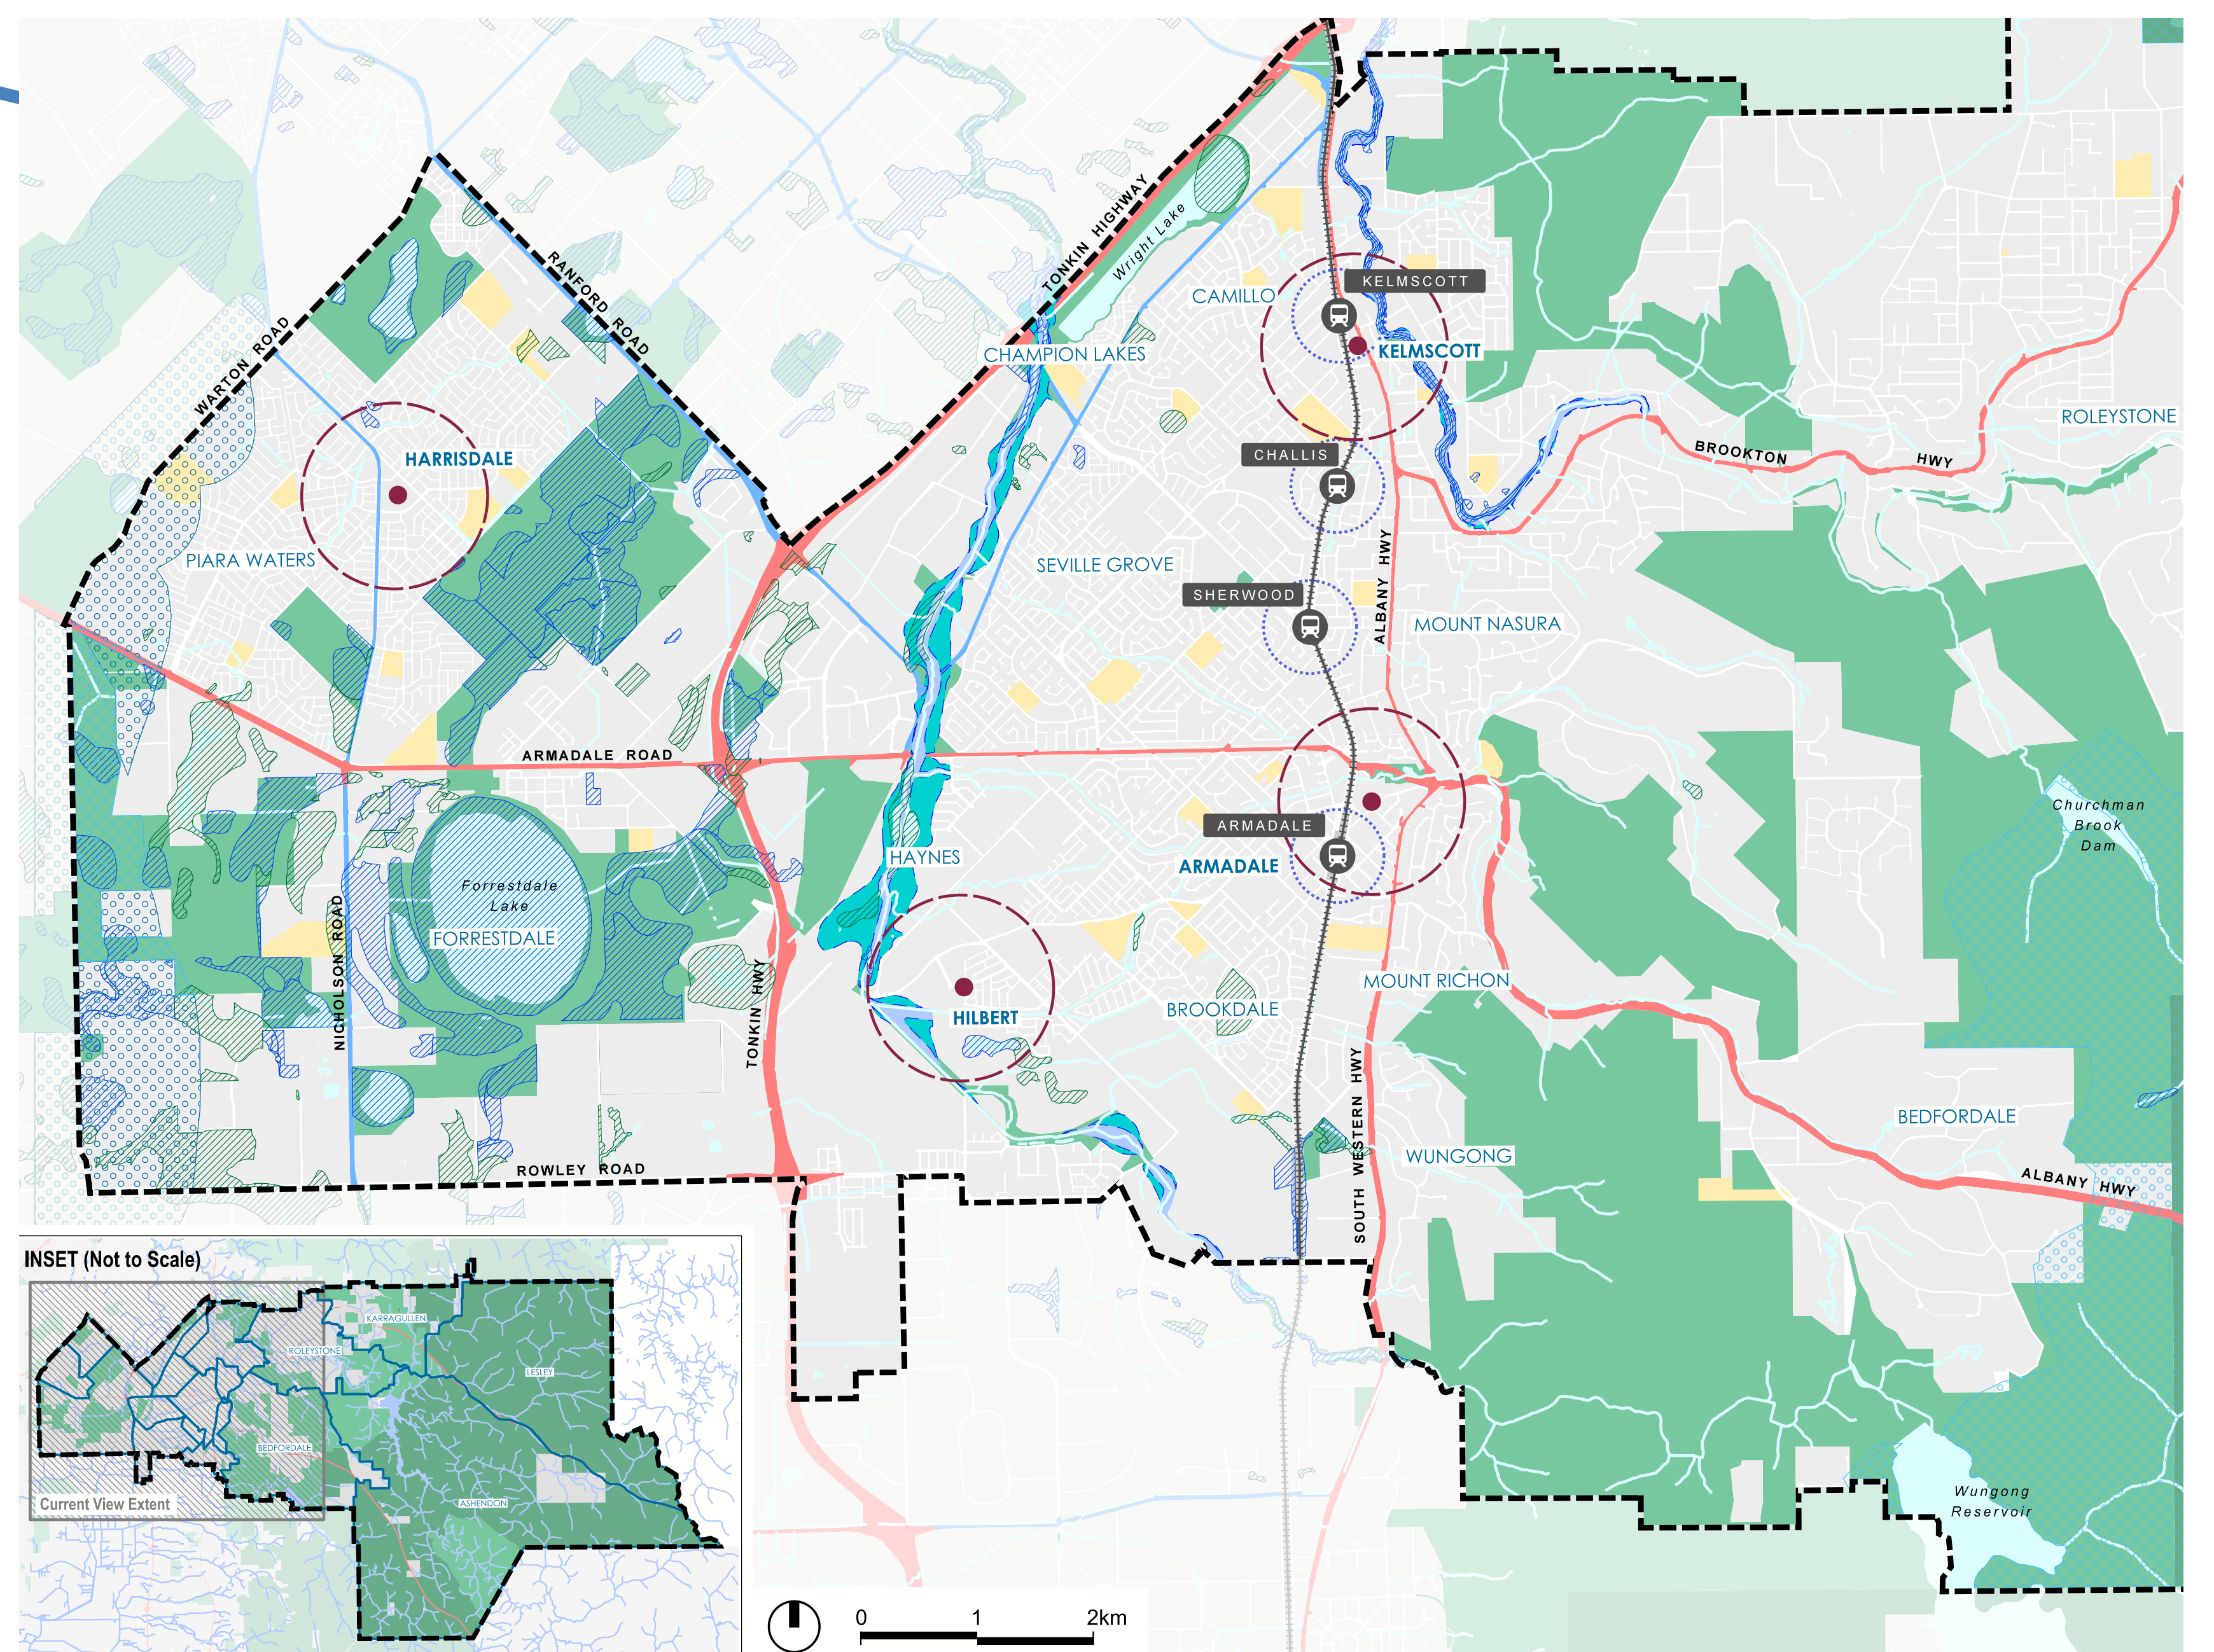 TONKIN HIGHWAY
Wright Lake
RANFORD ROAD
WARTON ROAD
KELMSCOTT
CAMILLO
CHAMPION LAKES
KELMSCOTT
ROLEYSTONE
HARRISDALE
CHALLIS
BROOKTON HWY
PIARA WATERS
SEVILLE GROVE
ALBANY HWY
SHERWOOD
MOUNT NASURA
ARMADALE ROAD
Churchman
Brook
Dam
ARMADALE
HAYNES
ARMADALE
Forrestdale
Lake
FORRESTDALE
NICHOLSON ROAD
TONKIN HWY
MOUNT RICHON
HILBERT
BROOKDALE
SOUTH WESTERN HWY
BEDFORDALE
WUNGONG
ROWLEY ROAD
ALBANY HWY
INSET (Not to Scale)
KARRAGULLEN
ROLEYSTONE
LESLEY
BEDFORDALE
ASHENDON
Current View Extent
Wungong
Reservoir
0 1 2km